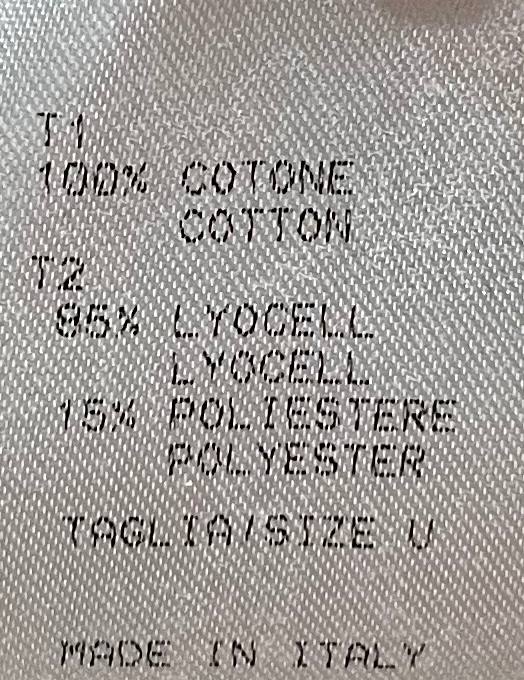 T1
100% COTONE
COTTON
T2
85% LYOCELL
LYOCELL
15% POLIESTERE
POLYESTER
TAGLIA/SIZE U
MADE IN ITALY